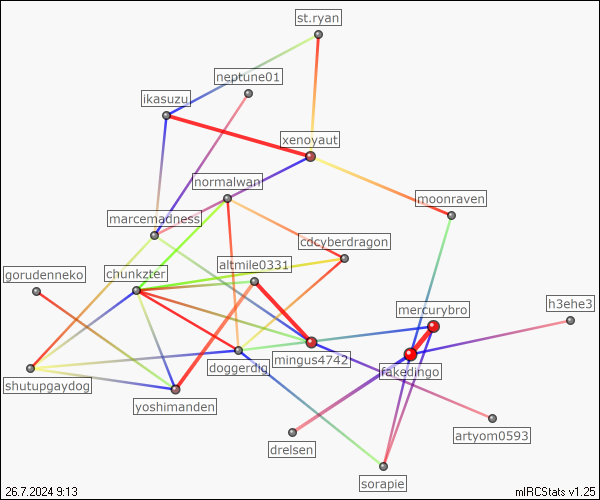 st.ryan
neptune01
ikasuzu
xenoyaut
normalwan
moonraven
marcemadness
cdcyberdragon
altmile0331
gorudenneko
chunkzter
mercurybro
h3ehe3
mingus4742
doggerdig
fakedingo
shutupgaydog
yoshimanden
artyom0593
drelsen
sorapie
26.7.2024 9:13
mIRCStats v1.25